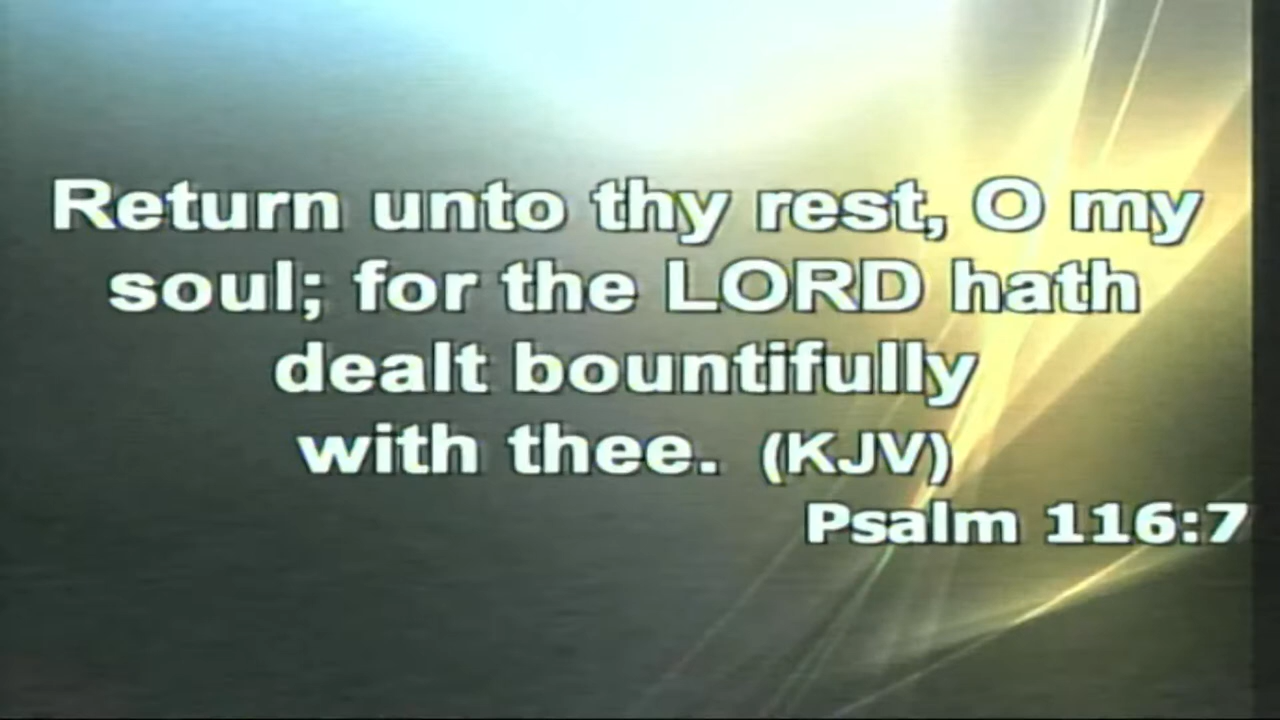 Return unto thy rest, O my
soul; for the LORD hath
dealt bountifully
with thee. (KJV)
Psalm 116:7